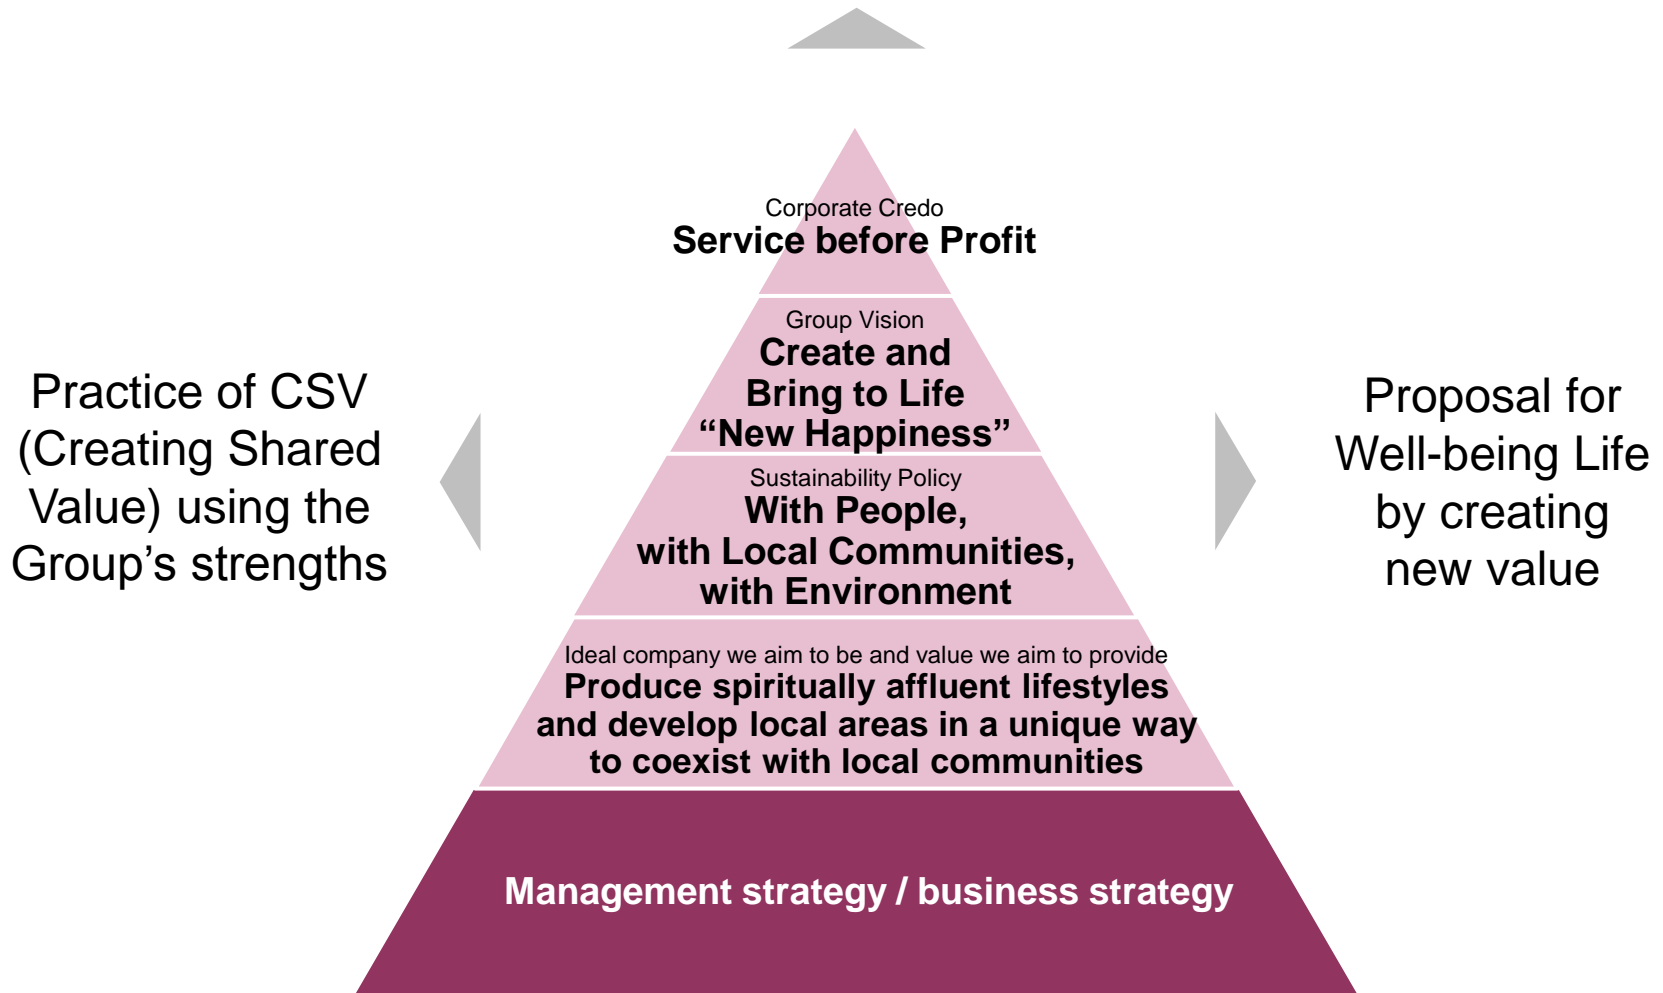 Corporate Credo
Service before Profit
Group Vision
Create and
Bring to Life
“New Happiness”
Sustainability Policy
With People,
with Local Communities,
with Environment
Ideal company we aim to be and value we aim to provide
Produce spiritually affluent lifestyles
and develop local areas in a unique way
to coexist with local communities
Management strategy / business strategy
Practice of CSV
(Creating Shared
Value) using the
Group’s strengths
Proposal for
Well-being Life
by creating
new value